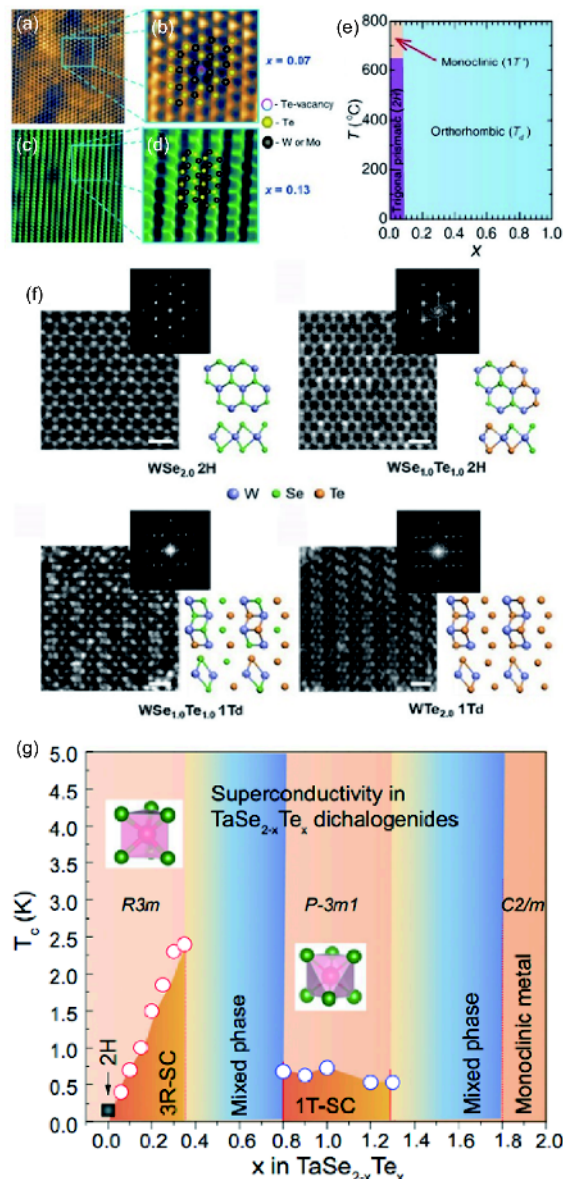 (a)
(b)
x = 0.07
- Te-vacancy
- Te
- W or Mo
(c)
(d)
x = 0.13
(e)
800
600
400
200
0
T (°C)
Monoclinic (1T')
Trigonal prismatic (2H)
Orthorhombic (Td)
0.0 0.2 0.4 0.6 0.8 1.0
x
(f)
WSe2.0 2H
WSe1.0Te1.0 2H
W Se Te
WSe1.0Te1.0 1Td
WTe2.0 1Td
(g)
5.0
4.5
4.0
3.5
3.0
2.5
2.0
1.5
1.0
0.5
0.0
Tc (K)
Superconductivity in
TaSe2-xTex dichalogenides
R3m
P-3m1
C2/m
2H
3R-SC
Mixed phase
1T-SC
Mixed phase
Monoclinic metal
0.0 0.2 0.4 0.6 0.8 1.0 1.2 1.4 1.6 1.8 2.0
x in TaSe2-xTex